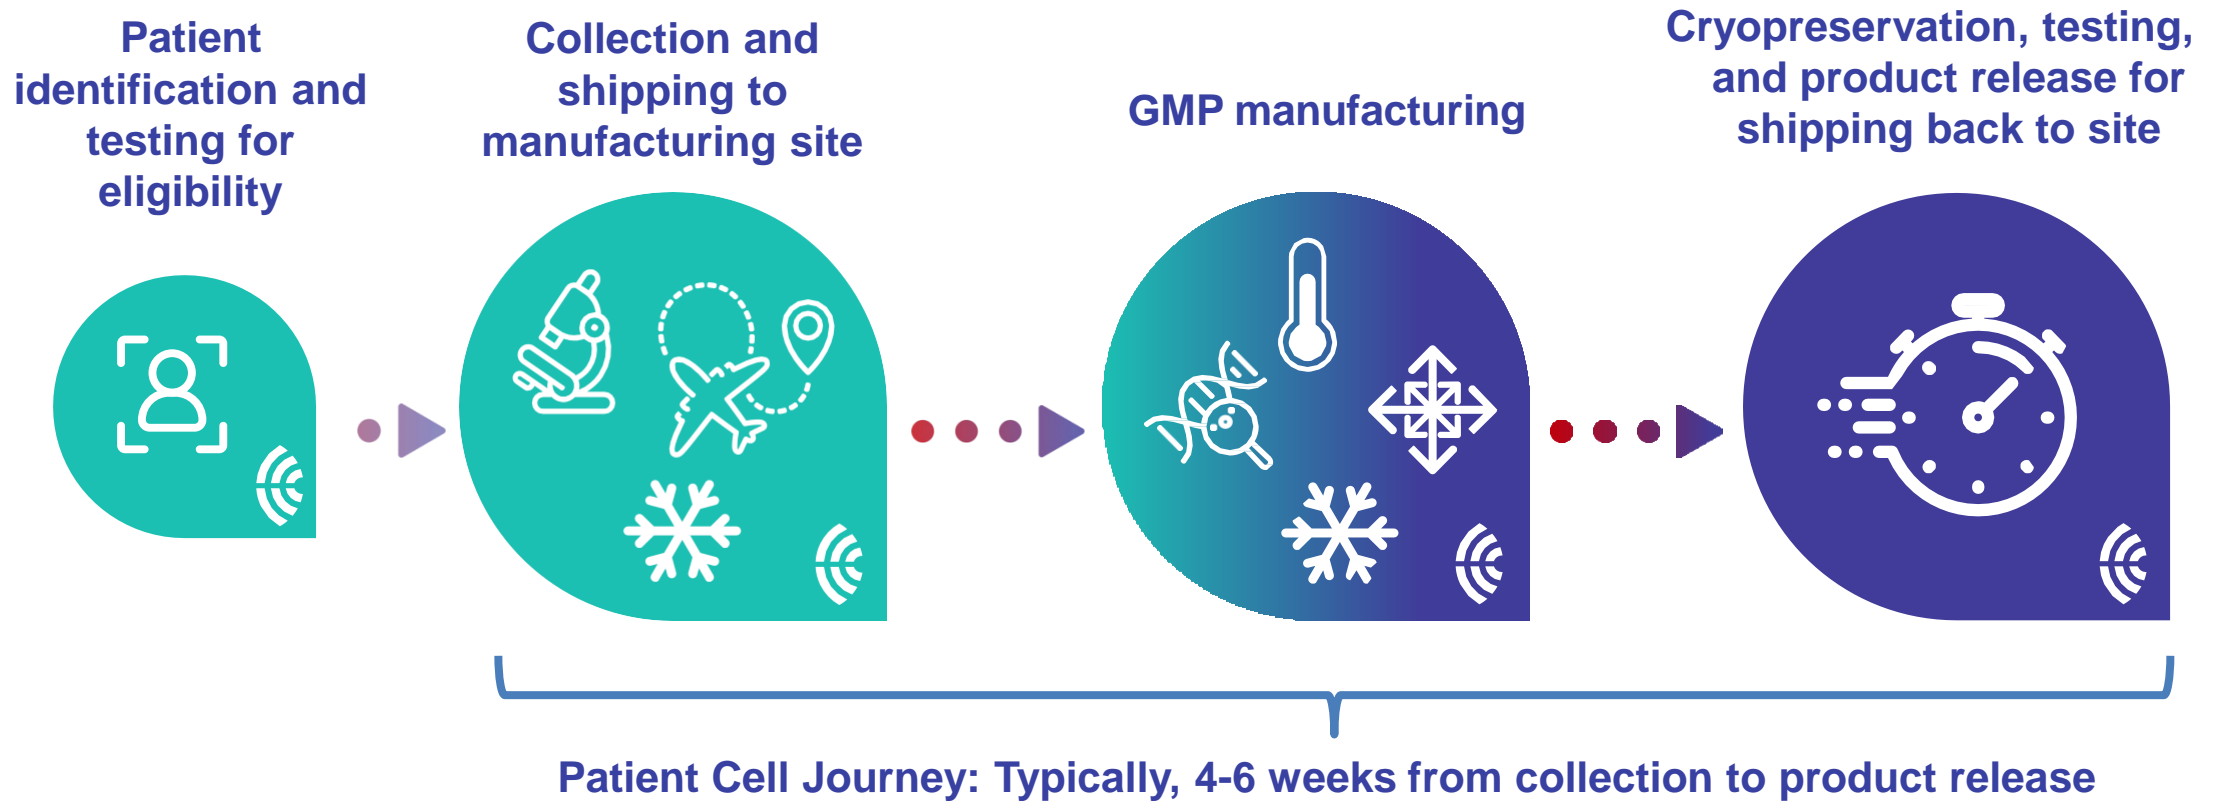 Patient
identification and
testing for
eligibility
Collection and
shipping to
manufacturing site
GMP manufacturing
Cryopreservation, testing,
and product release for
shipping back to site
Patient Cell Journey: Typically, 4-6 weeks from collection to product release